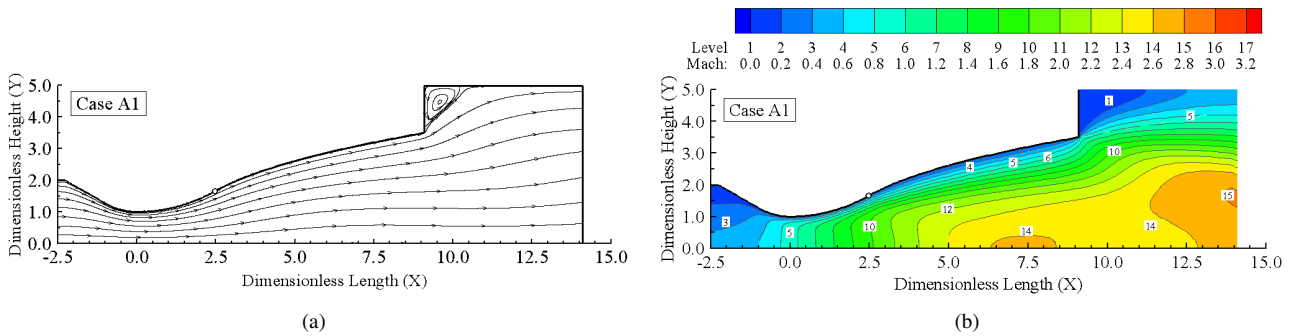 Level 1 2 3 4 5 6 7 8 9 10 11 12 13 14 15 16 17
Mach: 0.0 0.2 0.4 0.6 0.8 1.0 1.2 1.4 1.6 1.8 2.0 2.2 2.4 2.6 2.8 3.0 3.2
Dimensionless Height (Y)
5.0
4.0
3.0
2.0
1.0
0.0
Case A1
-2.5 0.0 2.5 5.0 7.5 10.0 12.5 15.0
Dimensionless Length (X)
(a)
Dimensionless Height (Y)
5.0
4.0
3.0
2.0
1.0
0.0
Case A1
1
5
10
4 5 6
15
12
3
5
10
14
14
-2.5 0.0 2.5 5.0 7.5 10.0 12.5 15.0
Dimensionless Length (X)
(b)